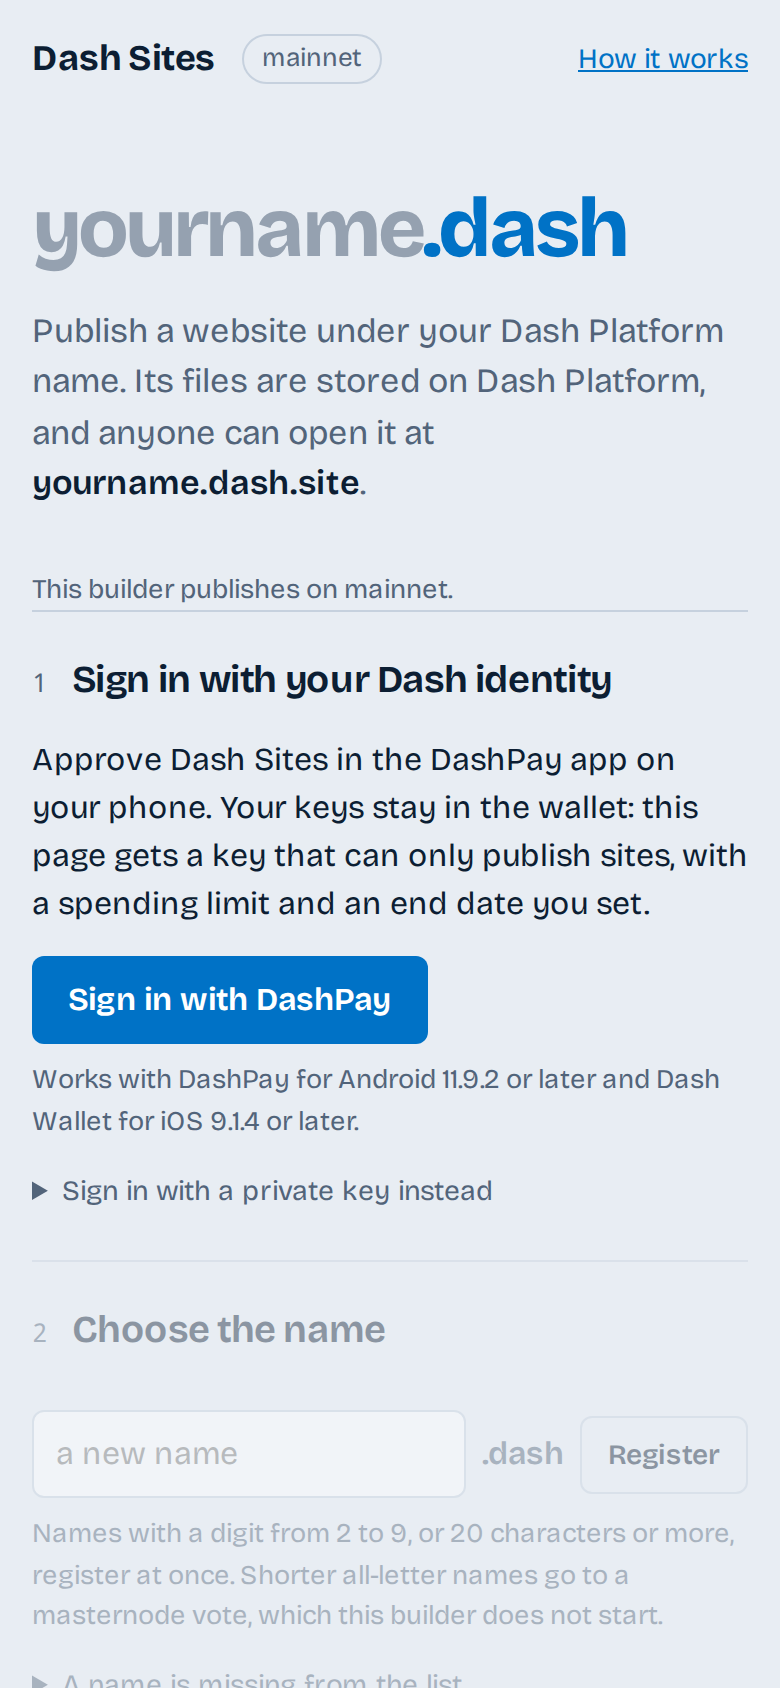 Dash Sites
mainnet
How it works
yourname.dash
Publish a website under your Dash Platform
name. Its files are stored on Dash Platform,
and anyone can open it at
yourname.dash.site.
This builder publishes on mainnet.
1 Sign in with your Dash identity
Approve Dash Sites in the DashPay app on
your phone. Your keys stay in the wallet: this
page gets a key that can only publish sites, with
a spending limit and an end date you set.
Sign in with DashPay
Works with DashPay for Android 11.9.2 or later and Dash
Wallet for iOS 9.1.4 or later.
Sign in with a private key instead
2 Choose the name
a new name
.dash
Register
Names with a digit from 2 to 9, or 20 characters or more,
register at once. Shorter all-letter names go to a
masternode vote, which this builder does not start.
A name is missing from the list